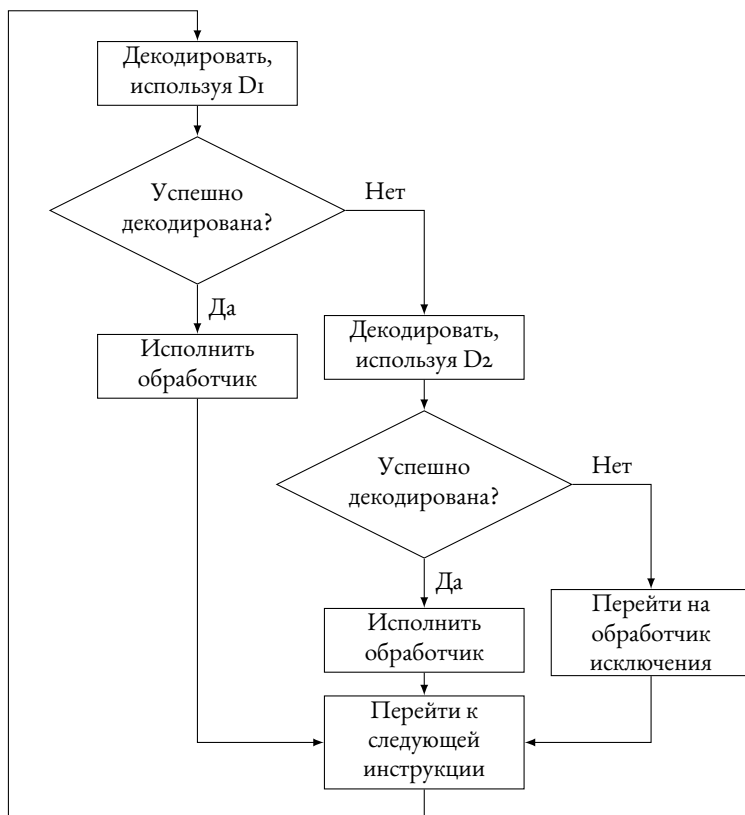 Декодировать,
используя D1
Успешно
декодирована?
Нет
Да
Исполнить
обработчик
Декодировать,
используя D2
Успешно
декодирована?
Нет
Да
Исполнить
обработчик
Перейти на
обработчик
исключения
Перейти к
следующей
инструкции